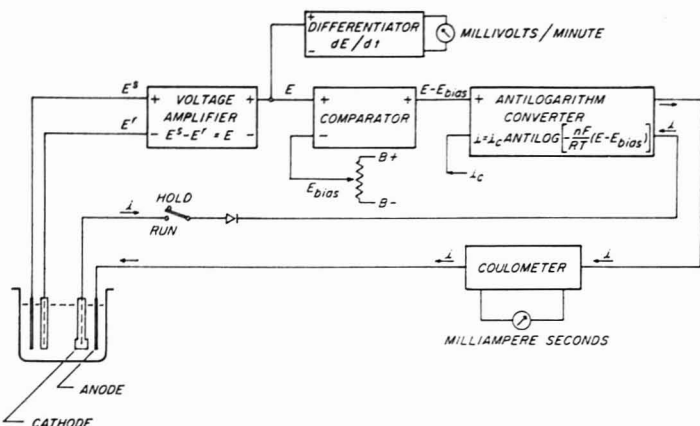 DIFFERENTIATOR
+
dE/dt
-
MILLIVOLTS/MINUTE
E^s
+
VOLTAGE
AMPLIFIER
+
E
+
COMPARATOR
+
E-E_bias
+
ANTILOGARITHM
CONVERTER
E^r
-
E^s-E^r = E
-
-
-
i=i_c ANTILOG[-nF/RT(E-E_bias)]
i
i_c
B+
E_bias
B-
HOLD
i
RUN
i
COULOMETER
i
MILLIAMPERE SECONDS
ANODE
CATHODE